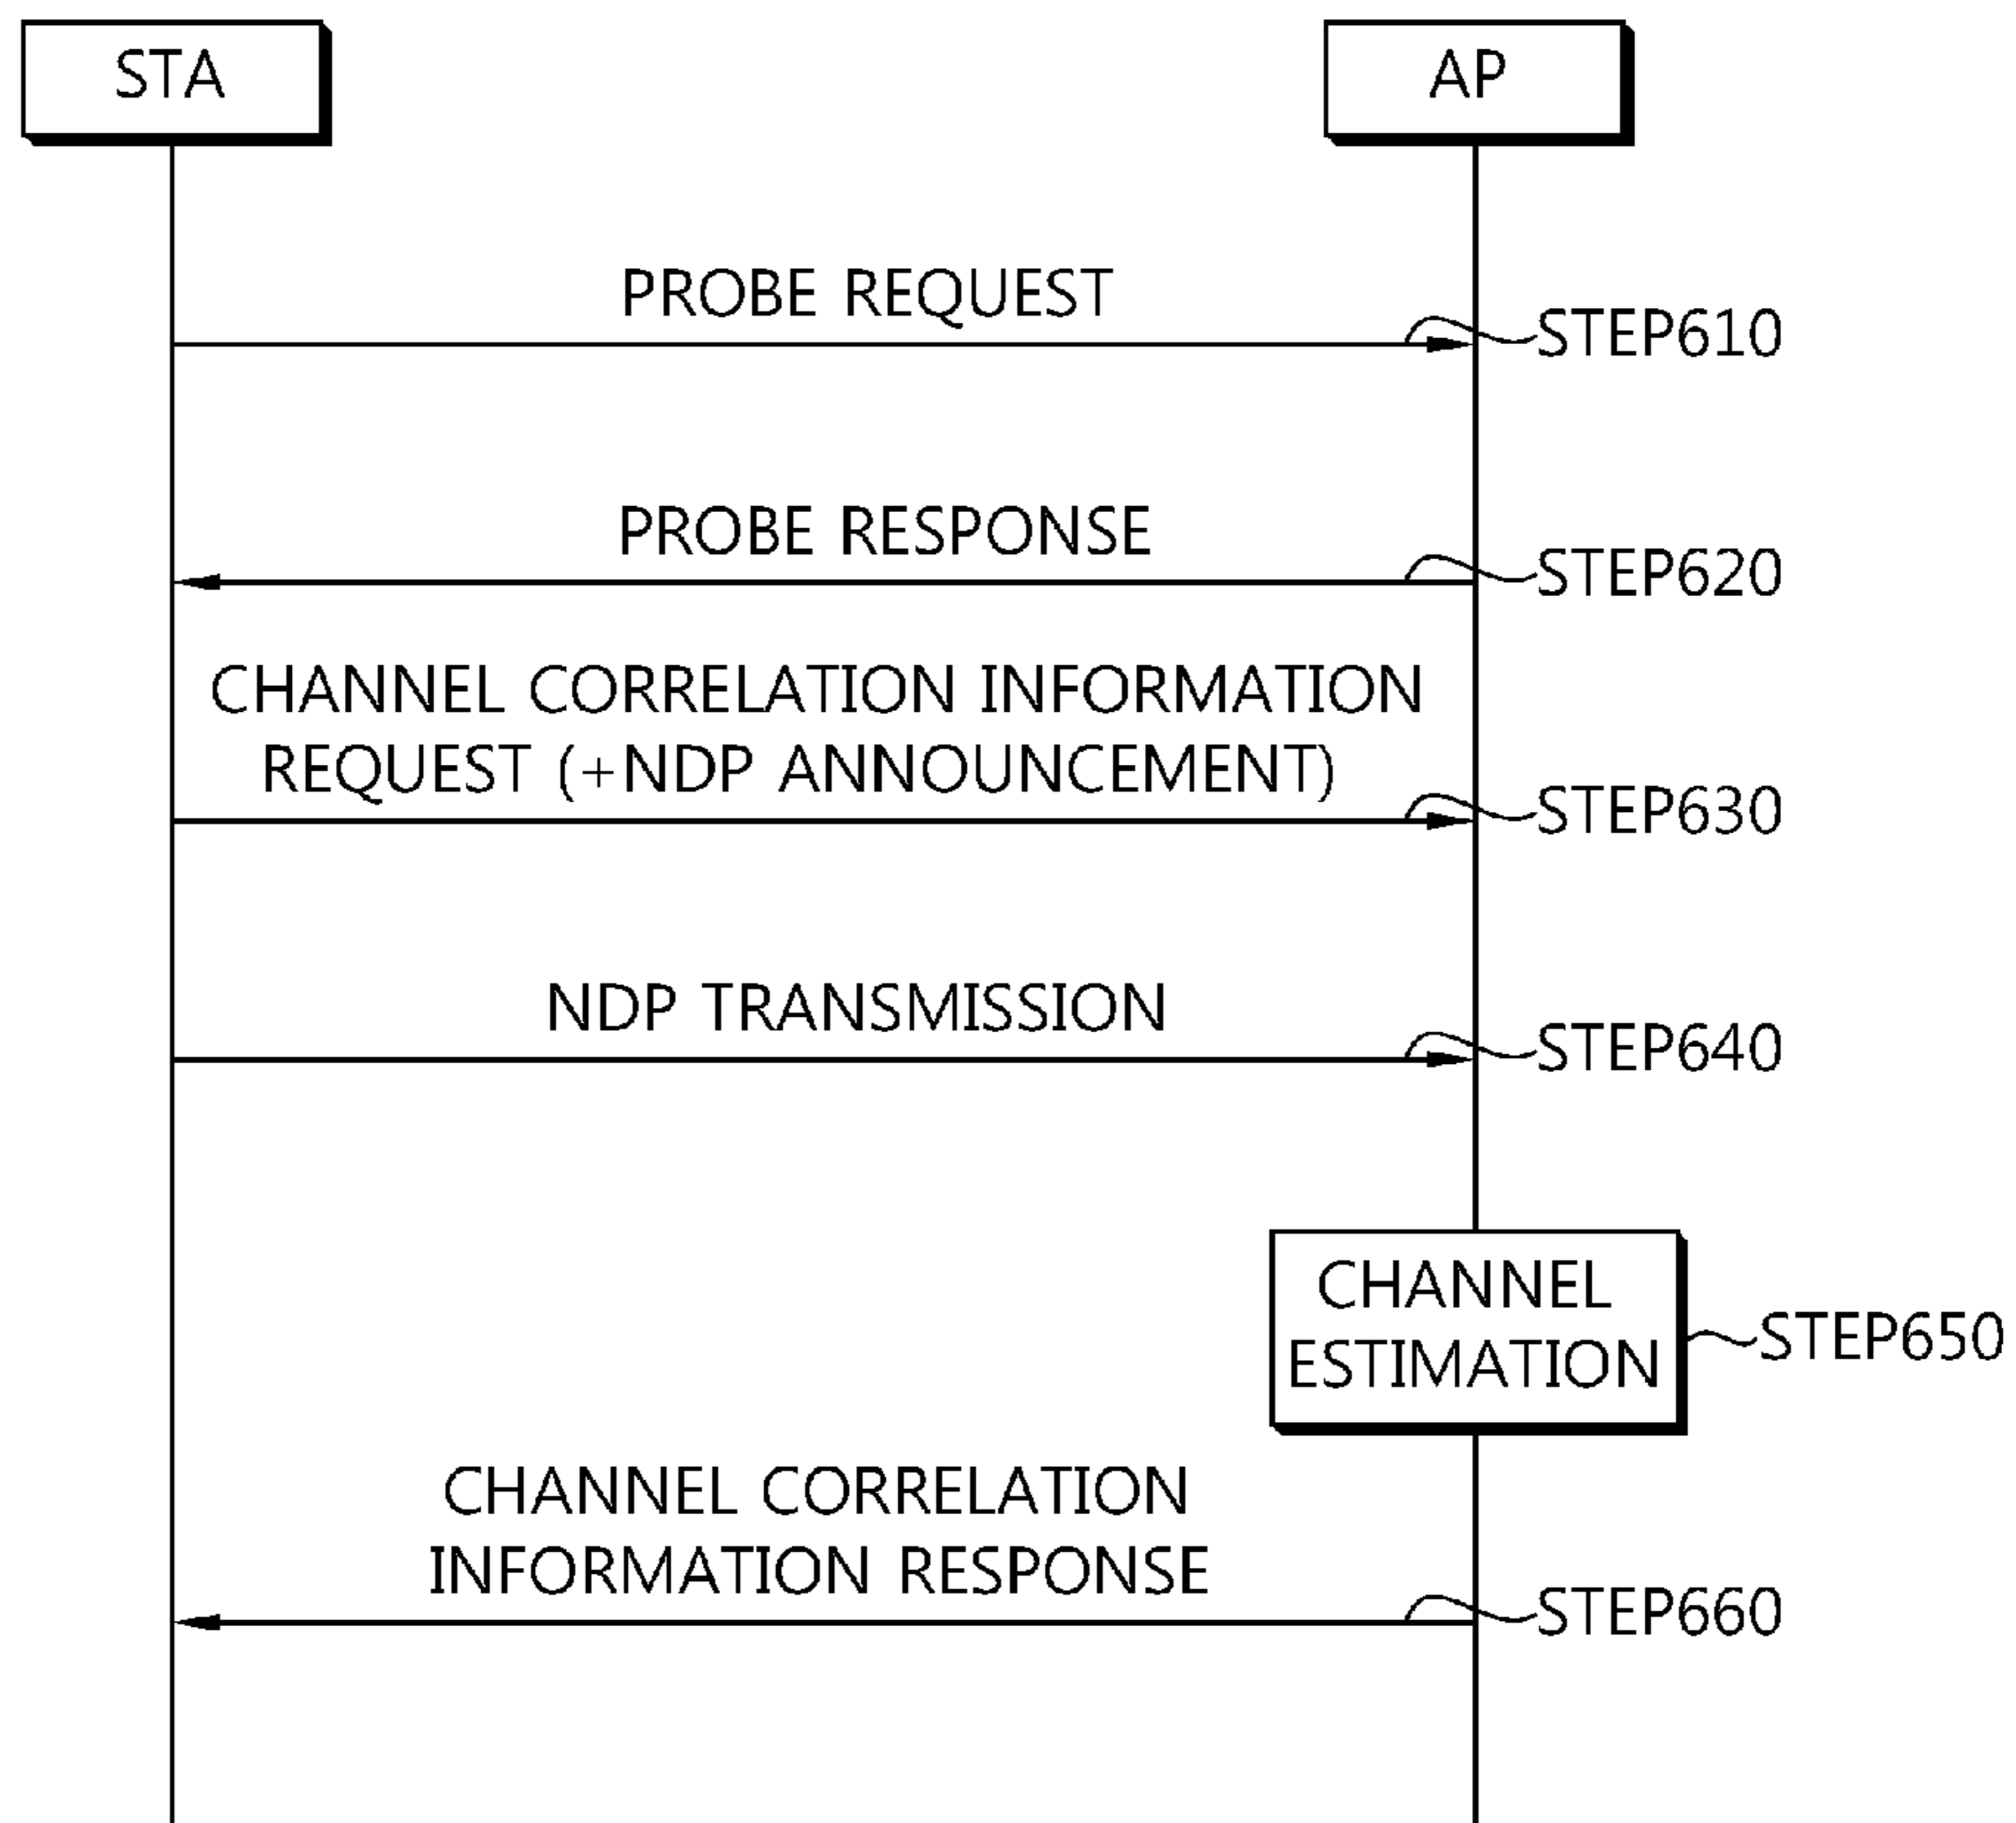 STA
AP
PROBE REQUEST
STEP610
PROBE RESPONSE
STEP620
CHANNEL CORRELATION INFORMATION
REQUEST (+NDP ANNOUNCEMENT)
STEP630
NDP TRANSMISSION
STEP640
CHANNEL
ESTIMATION
STEP650
CHANNEL CORRELATION
INFORMATION RESPONSE
STEP660